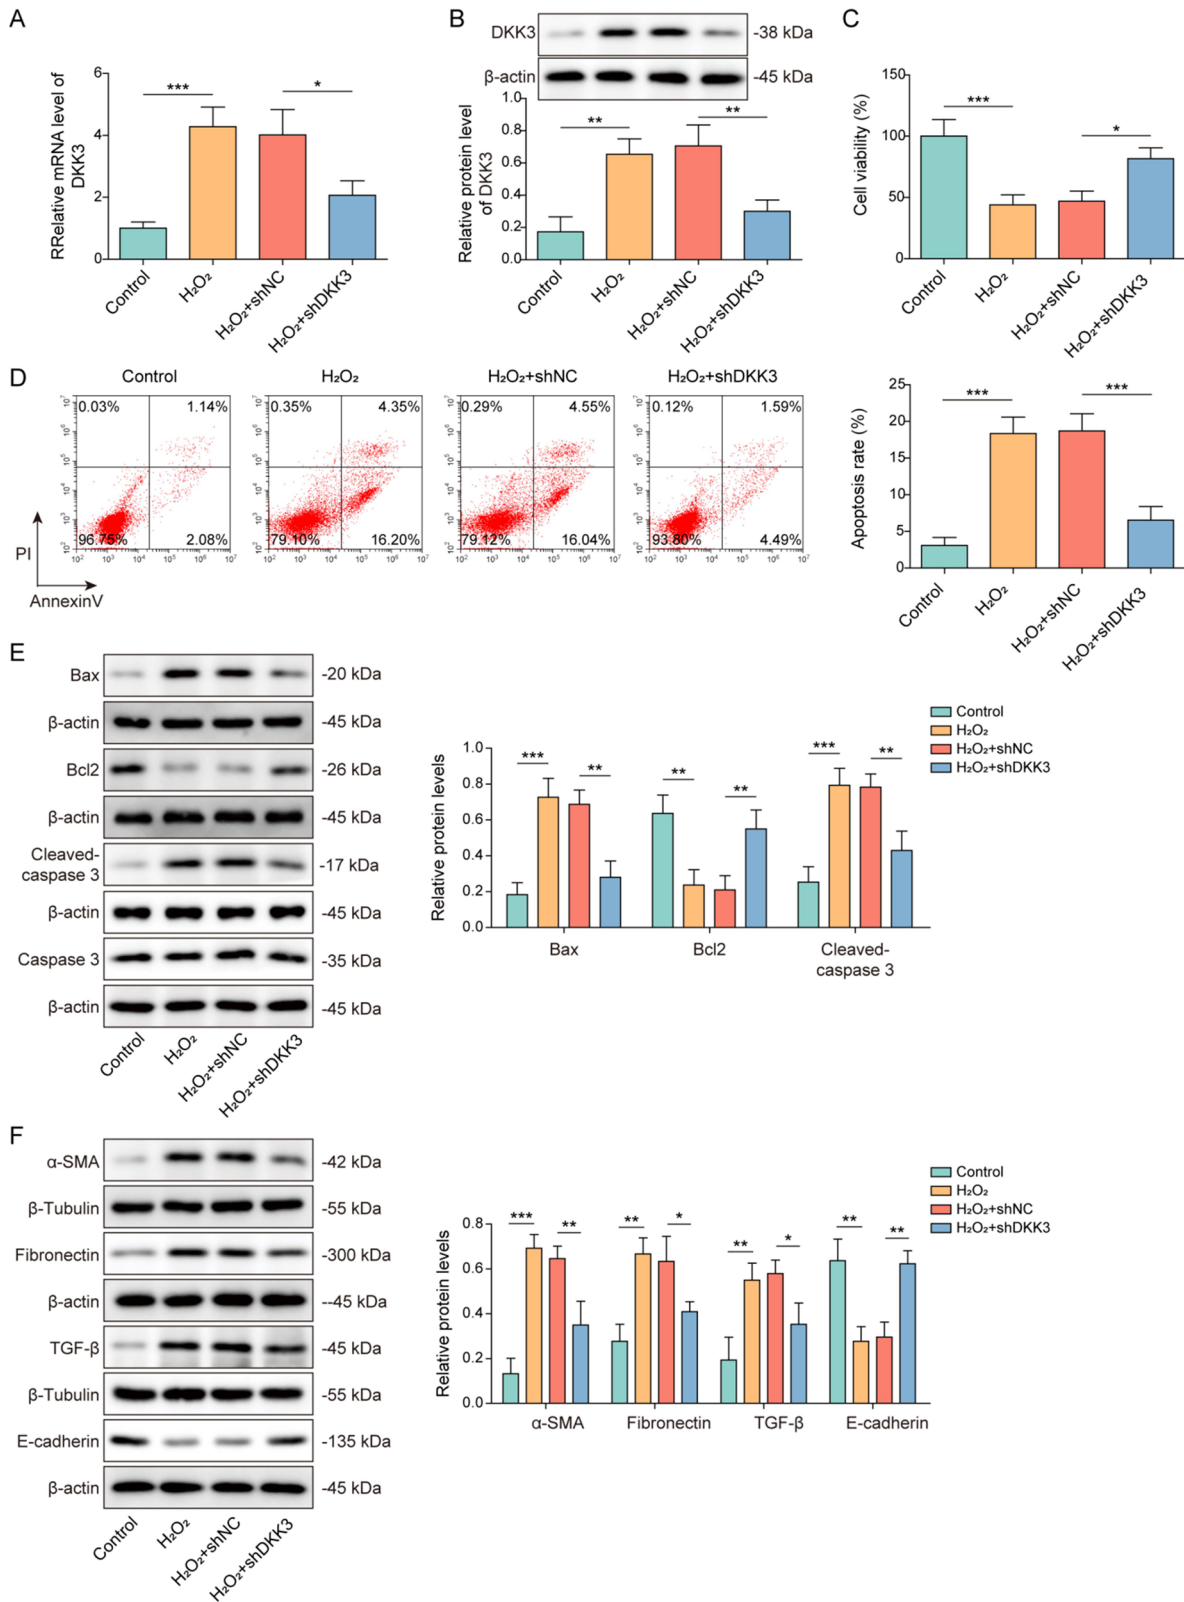 A
RRelative mRNA level of
DKK3
6
4
2
0
***
*
Control
H₂O₂
H₂O₂+shNC
H₂O₂+shDKK3
B
DKK3
-38 kDa
β-actin
-45 kDa
Relative protein level
of DKK3
0.8
0.6
0.4
0.2
0.0
**
**
Control
H₂O₂
H₂O₂+shNC
H₂O₂+shDKK3
C
Cell viability (%)
150
100
50
0
***
*
Control
H₂O₂
H₂O₂+shNC
H₂O₂+shDKK3
D
Control
0.03%
1.14%
96.75%
2.08%
H₂O₂
0.35%
4.35%
79.10%
16.20%
H₂O₂+shNC
0.29%
4.55%
79.12%
16.04%
H₂O₂+shDKK3
0.12%
1.59%
93.80%
4.49%
PI
AnnexinV
Apoptosis rate (%)
25
20
15
10
5
0
***
***
Control
H₂O₂
H₂O₂+shNC
H₂O₂+shDKK3
E
Bax
-20 kDa
β-actin
-45 kDa
Bcl2
-26 kDa
β-actin
-45 kDa
Cleaved-
caspase 3
-17 kDa
β-actin
-45 kDa
Caspase 3
-35 kDa
β-actin
-45 kDa
Control
H₂O₂
H₂O₂+shNC
H₂O₂+shDKK3
Relative protein levels
1.0
0.8
0.6
0.4
0.2
0.0
***
**
**
**
***
**
Bax
Bcl2
Cleaved-
caspase 3
Control
H₂O₂
H₂O₂+shNC
H₂O₂+shDKK3
F
α-SMA
-42 kDa
β-Tubulin
-55 kDa
Fibronectin
-300 kDa
β-actin
--45 kDa
TGF-β
-45 kDa
β-Tubulin
-55 kDa
E-cadherin
-135 kDa
β-actin
-45 kDa
Control
H₂O₂
H₂O₂+shNC
H₂O₂+shDKK3
Relative protein levels
0.8
0.6
0.4
0.2
0.0
***
**
**
*
**
*
**
**
α-SMA
Fibronectin
TGF-β
E-cadherin
Control
H₂O₂
H₂O₂+shNC
H₂O₂+shDKK3